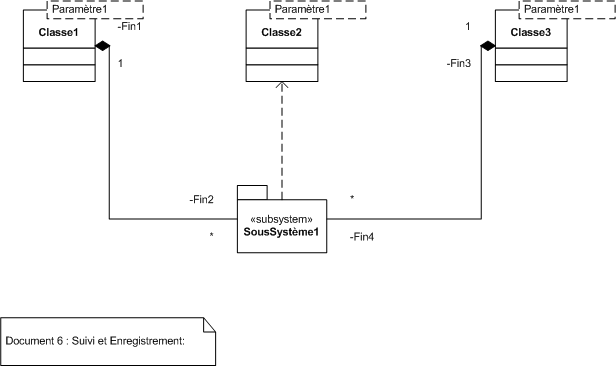 Paramètre1
Classe1
-Fin1
1
Paramètre1
Classe2
Paramètre1
Classe3
1
-Fin3
-Fin2
*
«subsystem»
SousSystème1
*
-Fin4
Document 6 : Suivi et Enregistrement: